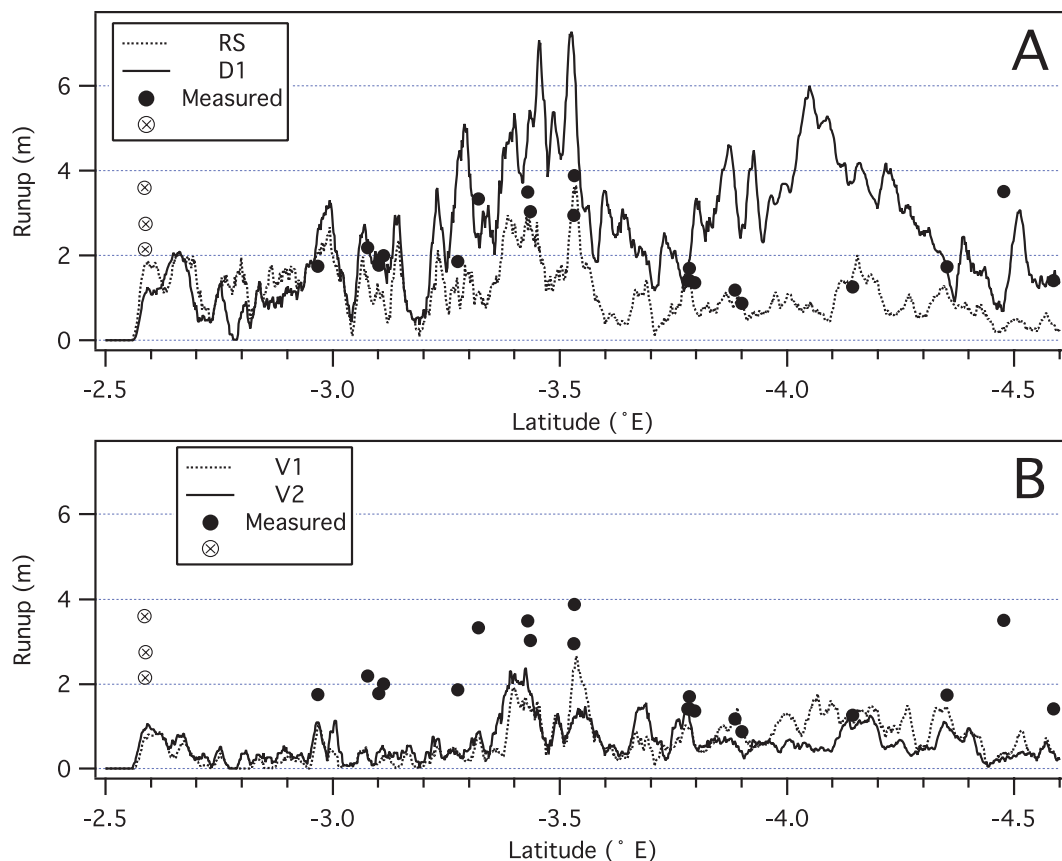 A
RS
D1
Measured
Runup (m)
6
4
2
0
-2.5
-3.0
-3.5
-4.0
-4.5
Latitude (˚E)
B
V1
V2
Measured
Runup (m)
6
4
2
0
-2.5
-3.0
-3.5
-4.0
-4.5
Latitude (˚ E)